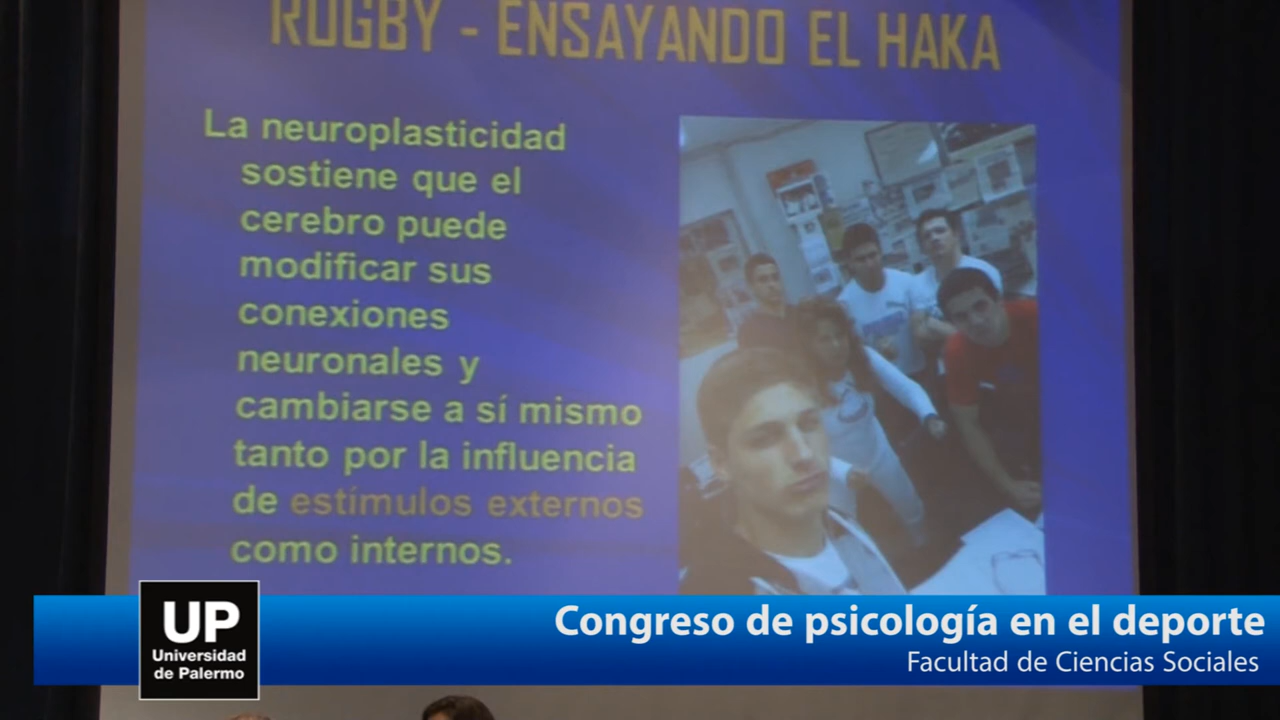 RUGBY - ENSAYANDO EL HAKA
La neuroplasticidad
sostiene que el
cerebro puede
modificar sus
conexiones
neuronales y
cambiarse a sí mismo
tanto por la influencia
de estímulos externos
como internos.
UP
Universidad
de Palermo
Congreso de psicología en el deporte
Facultad de Ciencias Sociales